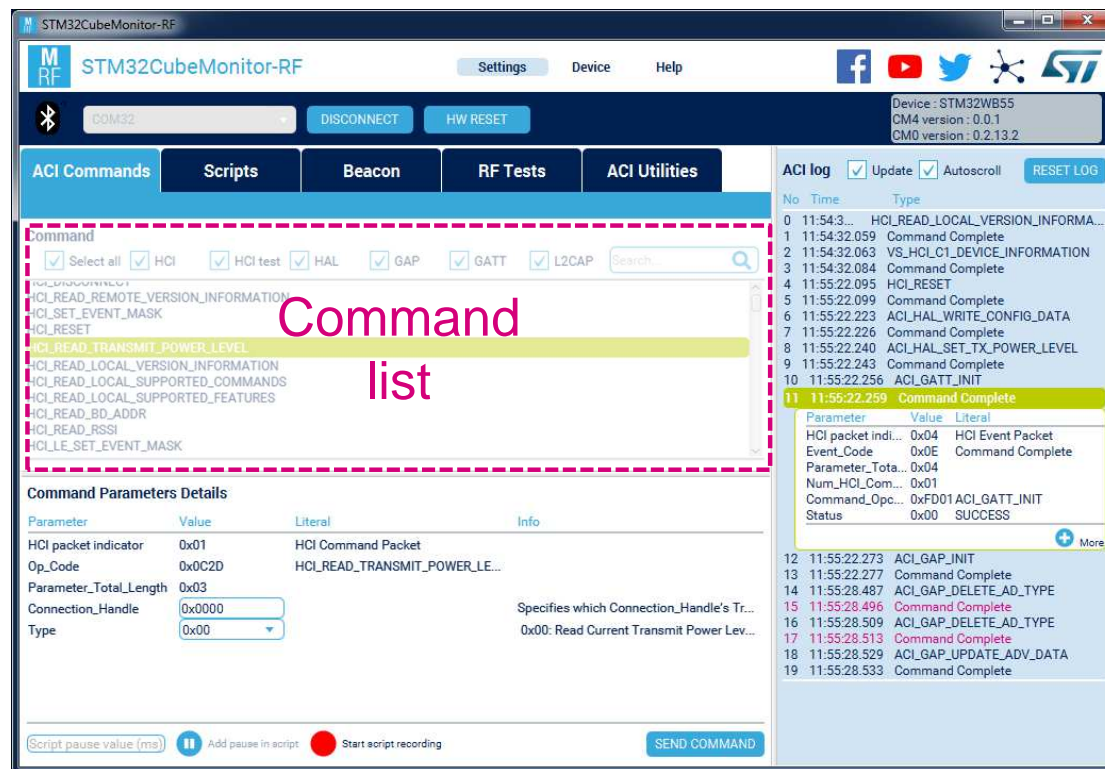 STM32CubeMonitor-RF
M
RF
STM32CubeMonitor-RF
Settings Device Help
COM32 DISCONNECT HW RESET
Device : STM32WB55
CM4 version : 0.0.1
CM0 version : 0.2.13.2
ACI Commands Scripts Beacon RF Tests ACI Utilities
Command
Select all HCI HCI test HAL GAP GATT L2CAP Search...
HCI_DISCONNECT
HCI_READ_REMOTE_VERSION_INFORMATION
HCI_SET_EVENT_MASK
HCI_RESET
HCI_READ_TRANSMIT_POWER_LEVEL
HCI_READ_LOCAL_VERSION_INFORMATION
HCI_READ_LOCAL_SUPPORTED_COMMANDS
HCI_READ_LOCAL_SUPPORTED_FEATURES
HCI_READ_BD_ADDR
HCI_READ_RSSI
HCI_LE_SET_EVENT_MASK
Command
list
Command Parameters Details
Parameter Value Literal Info
HCI packet indicator 0x01 HCI Command Packet
Op_Code 0x0C2D HCI_READ_TRANSMIT_POWER_LE...
Parameter_Total_Length 0x03
Connection_Handle 0x0000 Specifies which Connection_Handle's Tr...
Type 0x00 0x00: Read Current Transmit Power Lev...
Script pause value (ms) Add pause in script Start script recording SEND COMMAND
ACI log Update Autoscroll RESET LOG
No Time Type
0 11:54:3... HCI_READ_LOCAL_VERSION_INFORMA...
1 11:54:32.059 Command Complete
2 11:54:32.063 VS_HCI_C1_DEVICE_INFORMATION
3 11:54:32.084 Command Complete
4 11:55:22.095 HCI_RESET
5 11:55:22.099 Command Complete
6 11:55:22.223 ACI_HAL_WRITE_CONFIG_DATA
7 11:55:22.226 Command Complete
8 11:55:22.240 ACI_HAL_SET_TX_POWER_LEVEL
9 11:55:22.243 Command Complete
10 11:55:22.256 ACI_GATT_INIT
11 11:55:22.259 Command Complete
Parameter Value Literal
HCI packet indi... 0x04 HCI Event Packet
Event_Code 0x0E Command Complete
Parameter_Tota... 0x04
Num_HCI_Com... 0x01
Command_Opc... 0xFD01 ACI_GATT_INIT
Status 0x00 SUCCESS
More
12 11:55:22.273 ACI_GAP_INIT
13 11:55:22.277 Command Complete
14 11:55:28.487 ACI_GAP_DELETE_AD_TYPE
15 11:55:28.496 Command Complete
16 11:55:28.509 ACI_GAP_DELETE_AD_TYPE
17 11:55:28.513 Command Complete
18 11:55:28.529 ACI_GAP_UPDATE_ADV_DATA
19 11:55:28.533 Command Complete